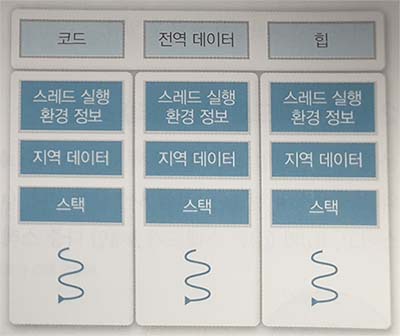 코드
전역 데이터
힙
스레드 실행
환경 정보
지역 데이터
스택
스레드 실행
환경 정보
지역 데이터
스택
스레드 실행
환경 정보
지역 데이터
스택